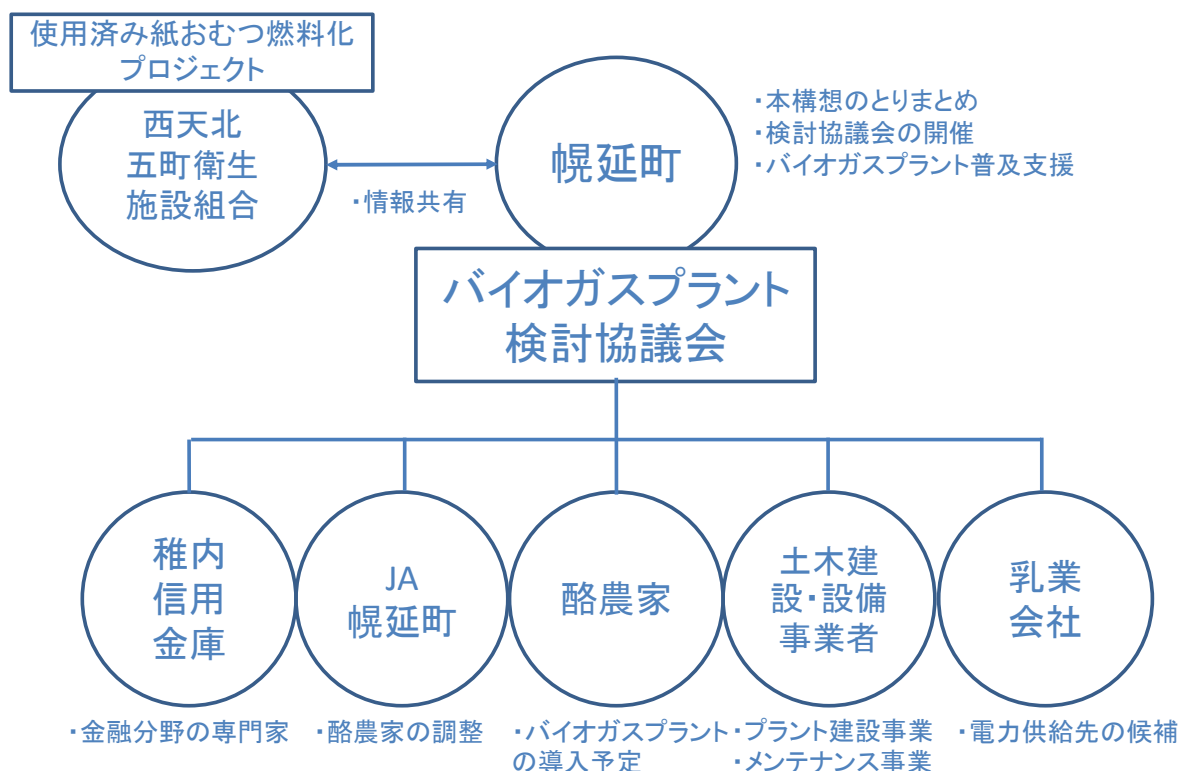 使用済み紙おむつ燃料化
プロジェクト
西天北
五町衛生
施設組合
・情報共有
幌延町
・本構想のとりまとめ
・検討協議会の開催
・バイオガスプラント普及支援
バイオガスプラント
検討協議会
稚内
信用
金庫
・金融分野の専門家
JA
幌延町
・酪農家の調整
酪農家
・バイオガスプラント
の導入予定
土木建
設・設備
事業者
・プラント建設事業
・メンテナンス事業
乳業
会社
・電力供給先の候補